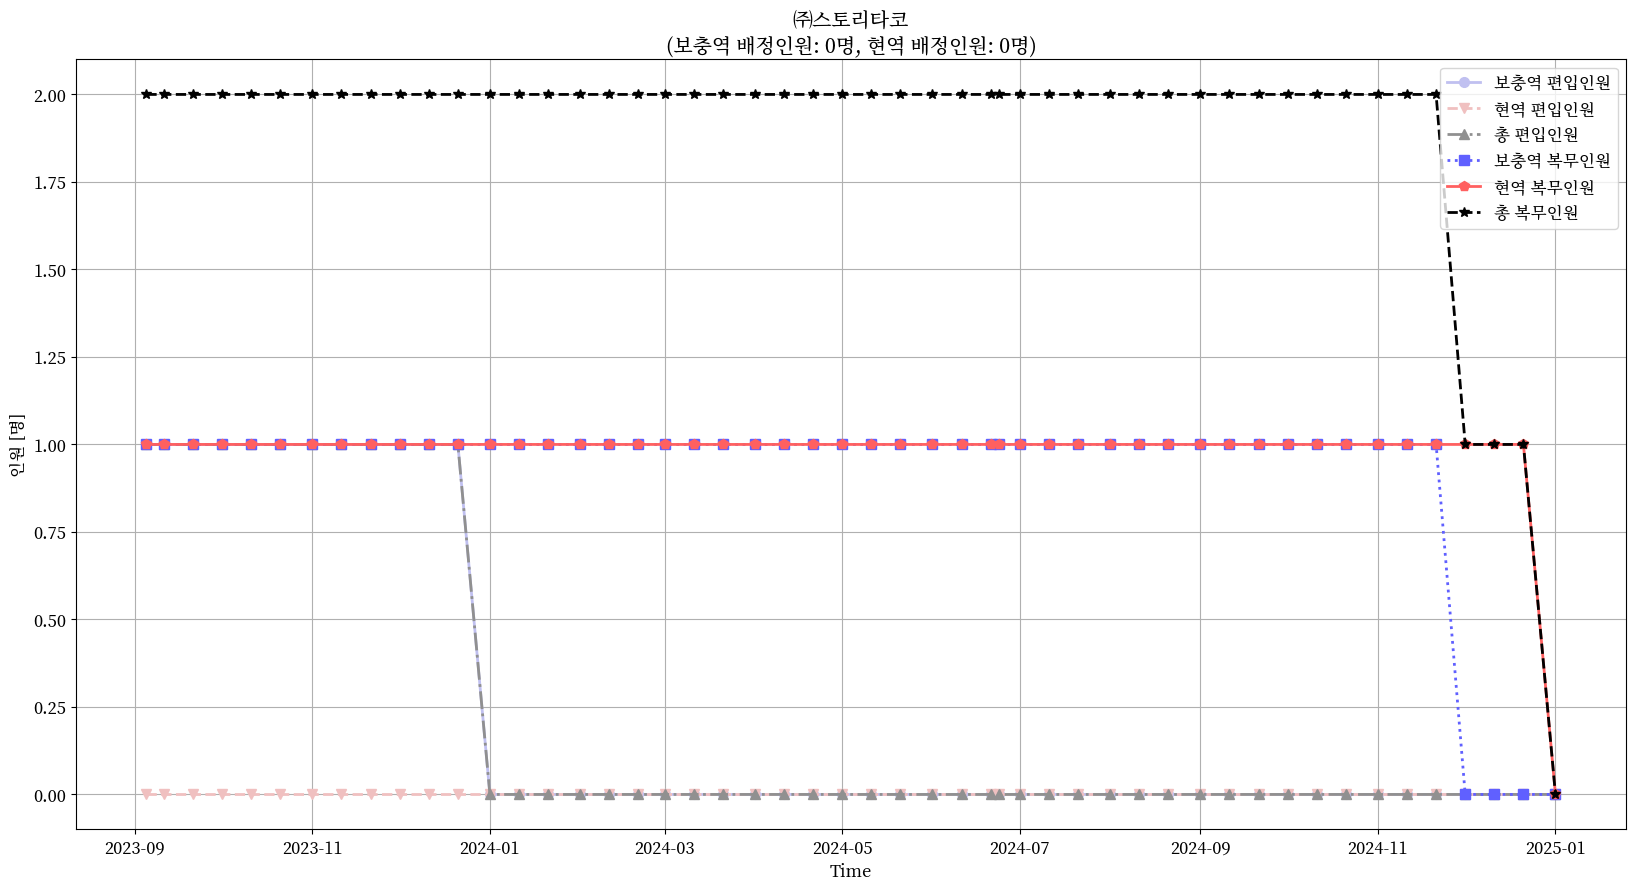 ㈜스토리타코
(보충역 배정인원: 0명, 현역 배정인원: 0명)
보충역 편입인원
현역 편입인원
총 편입인원
보충역 복무인원
현역 복무인원
총 복무인원
2.00
1.75
1.50
1.25
1.00
0.75
0.50
0.25
0.00
인원 [명]
2023-09
2023-11
2024-01
2024-03
2024-05
2024-07
2024-09
2024-11
2025-01
Time